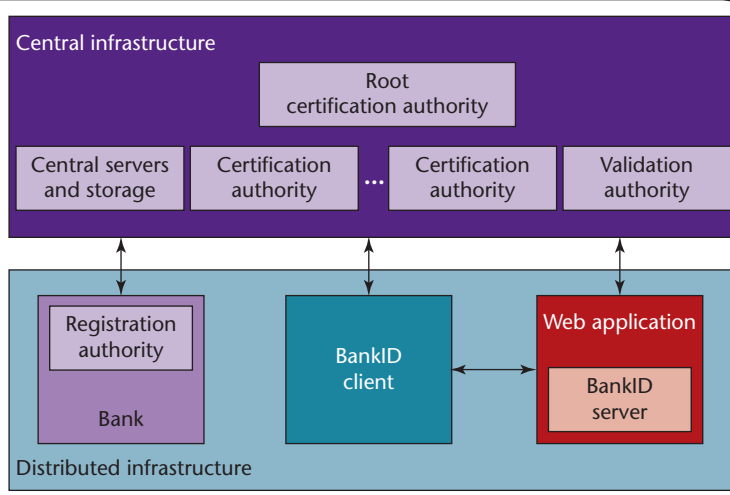 Central infrastructure
Root
certification authority
Central servers
and storage
Certification
authority
...
Certification
authority
Validation
authority
Registration
authority
Bank
BankID
client
Web application
BankID
server
Distributed infrastructure